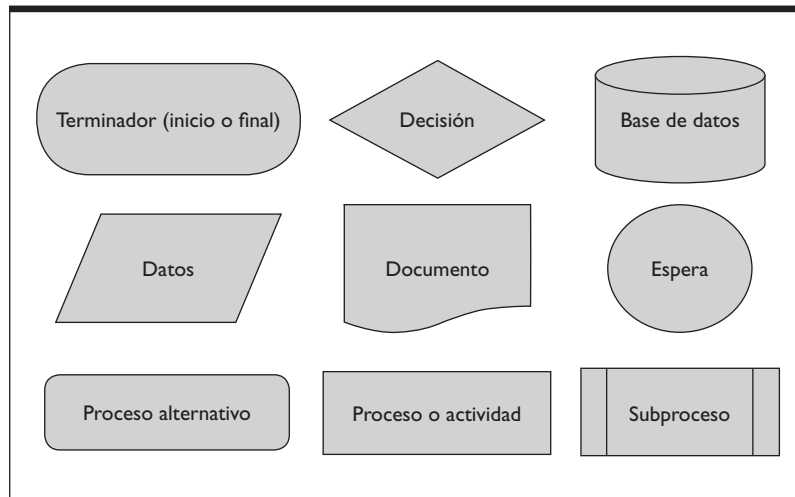 Terminador (inicio o final)
Decisión
Base de datos
Datos
Documento
Espera
Proceso alternativo
Proceso o actividad
Subproceso